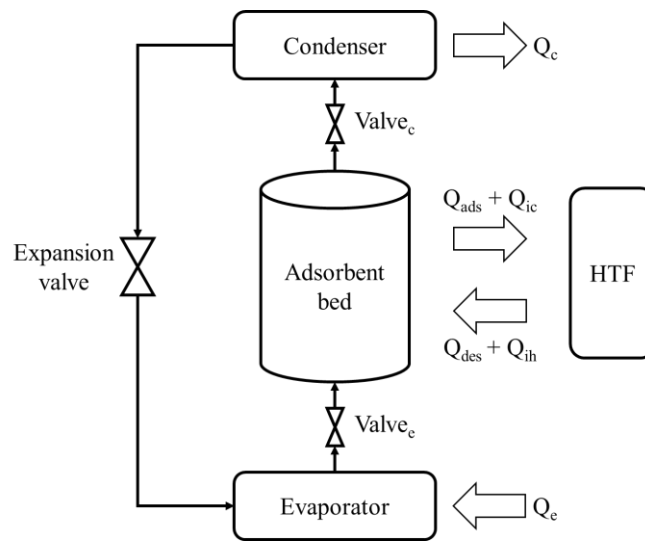 Condenser
Q_c
Valve_c
Q_ads + Q_ic
Expansion
valve
Adsorbent
bed
HTF
Q_des + Q_ih
Valve_e
Evaporator
Q_e